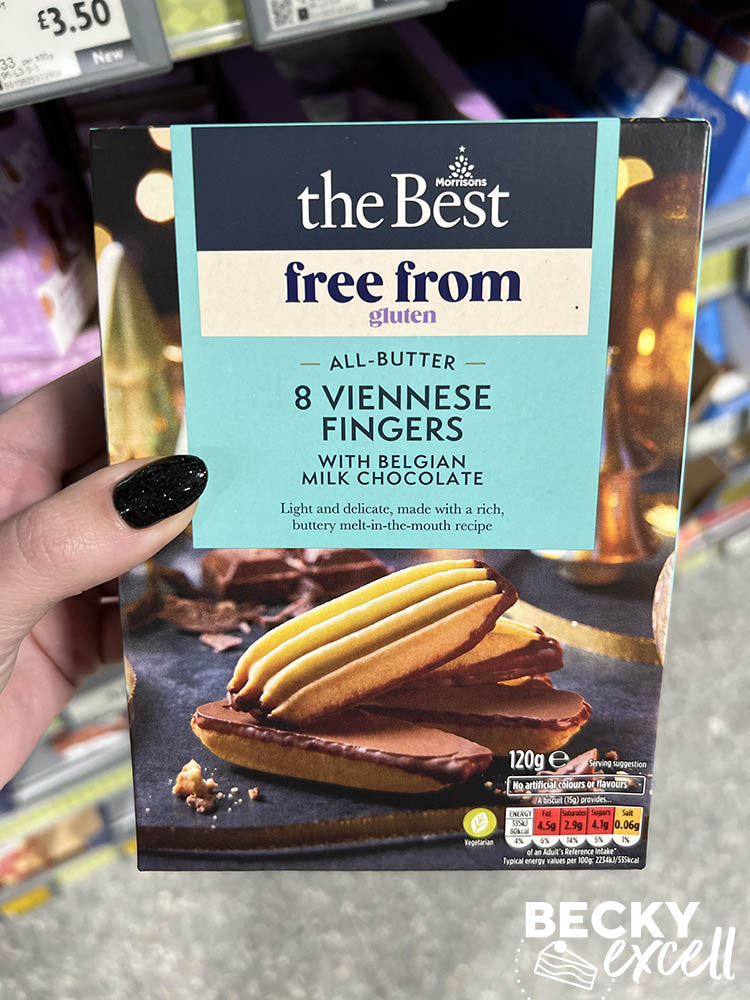 £3.50
33 per 100g
New
Morrisons
the Best
free from
gluten
ALL-BUTTER
8 VIENNESE
FINGERS
WITH BELGIAN
MILK CHOCOLATE
Light and delicate, made with a rich,
buttery melt-in-the-mouth recipe
120g e
Serving suggestion
No artificial colours or flavours
A biscuit (15g) provides...
ENERGY Fat Saturates Sugars Salt
335kJ 80kcal 4.5g 2.9g 4.1g 0.06g
4% 6% 14% 5% 1%
Vegetarian
of an Adult's Reference Intake*
Typical energy values per 100g: 2234kJ/535kcal
BECKY
excell